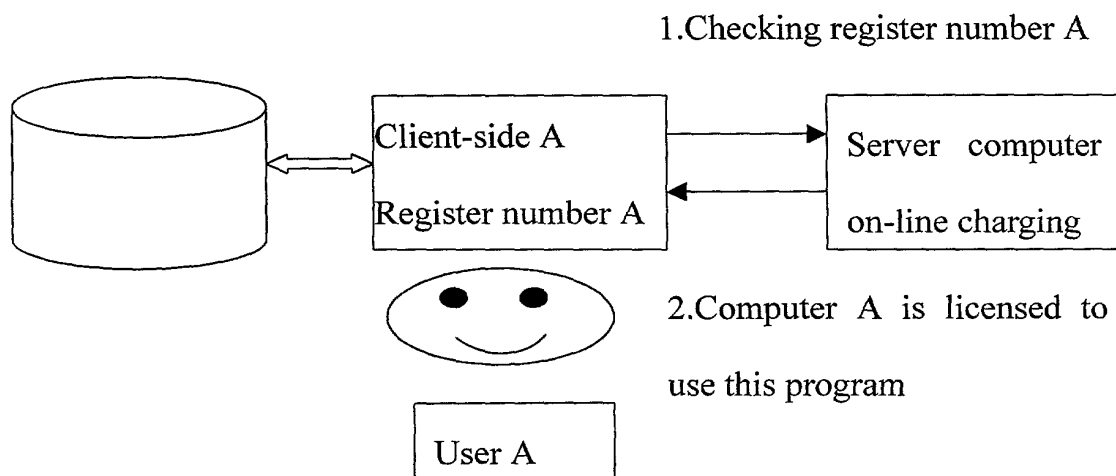 1.Checking register number A
Client-side A
Register number A
Server computer
on-line charging
2.Computer A is licensed to
use this program
User A